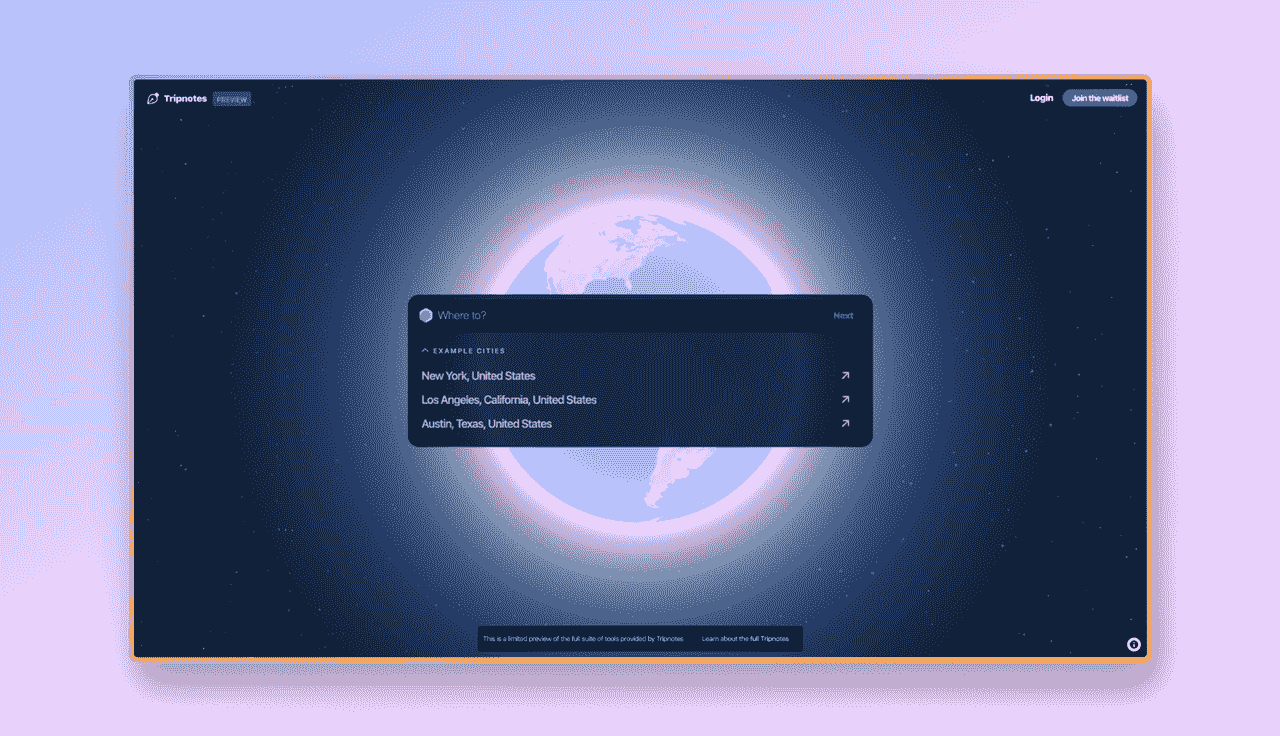 Tripnotes PREVIEW
Login Join the waitlist
Where to? Next
EXAMPLE CITIES
New York, United States
Los Angeles, California, United States
Austin, Texas, United States
This is a limited preview of the full suite of tools provided by Tripnotes Learn about the full Tripnotes